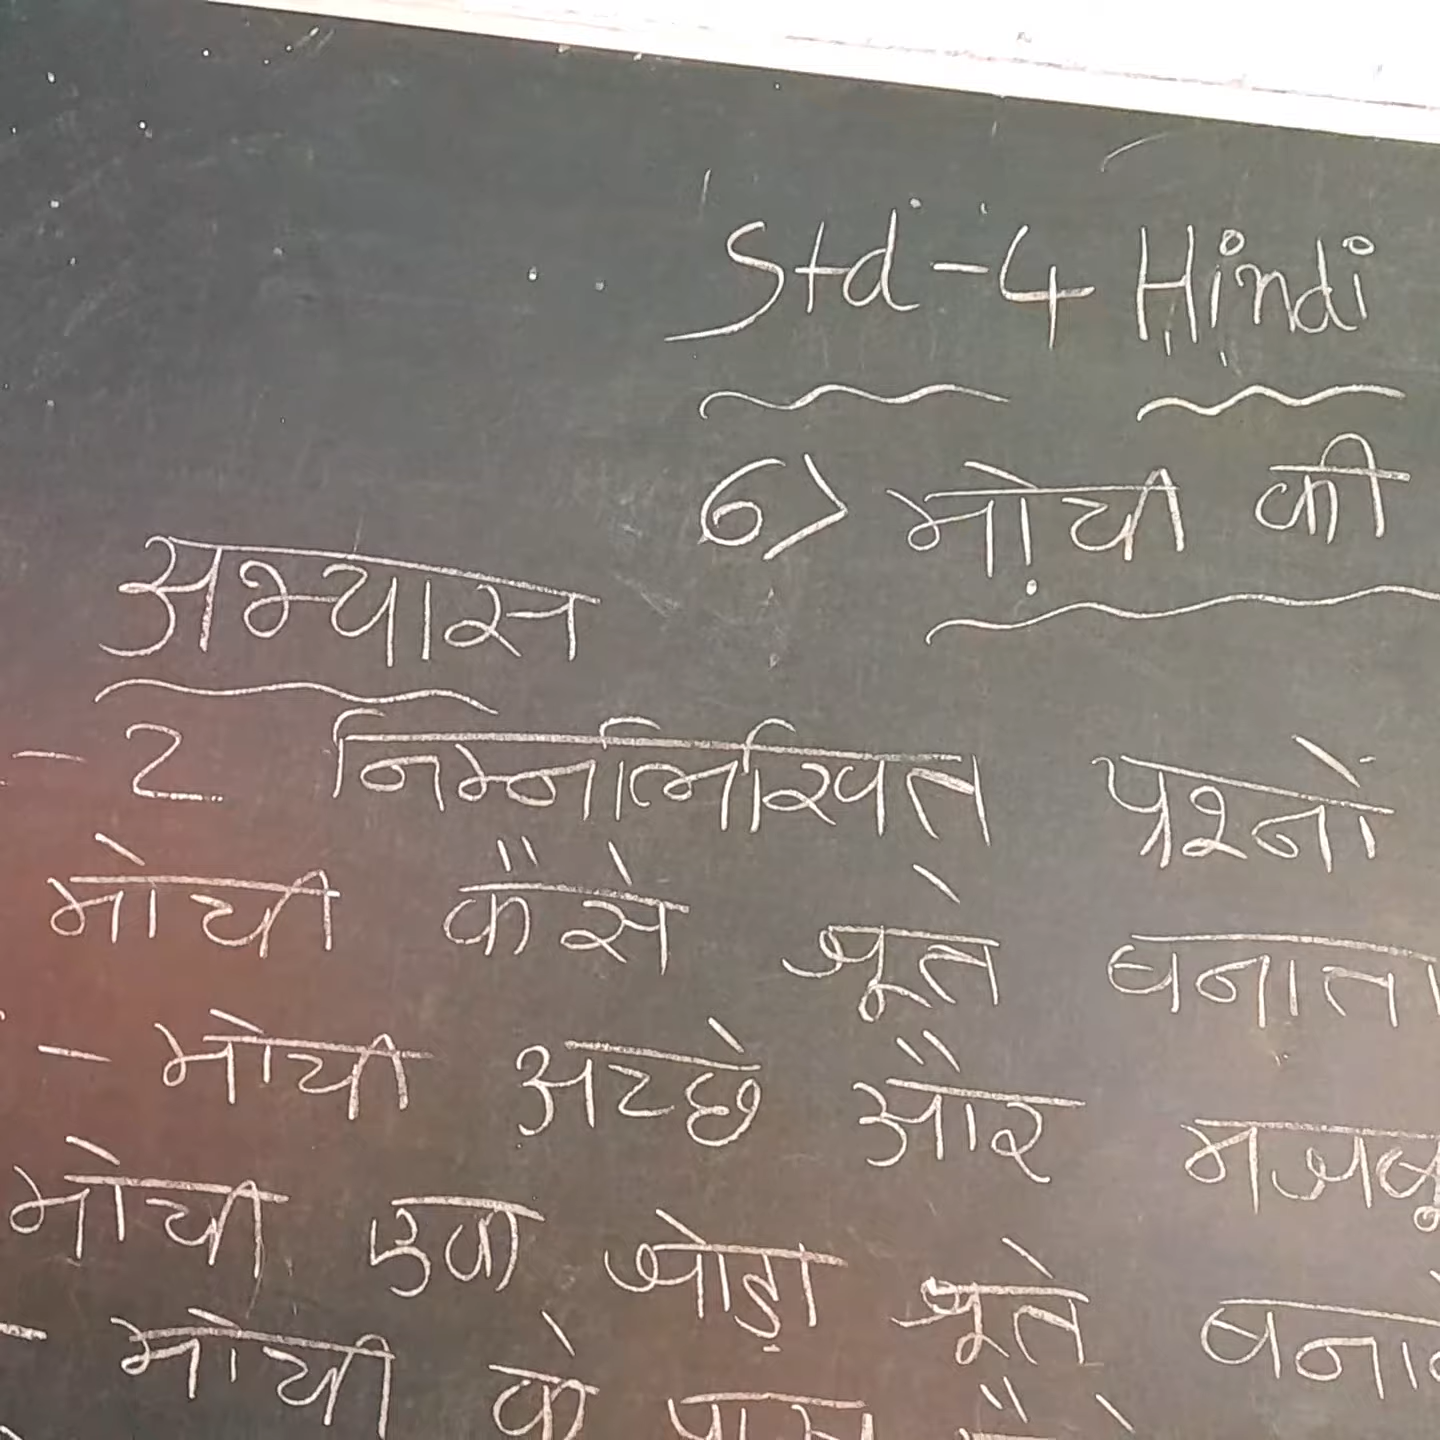 Std-4 Hindi
6) मोची की
अभ्यास
-2 निम्नलिखित प्रश्नों
मोची कैसे जूते बनाता
- मोची अच्छे और मजबू
मोची एक जोड़ा जूते बना
- मोची के पास